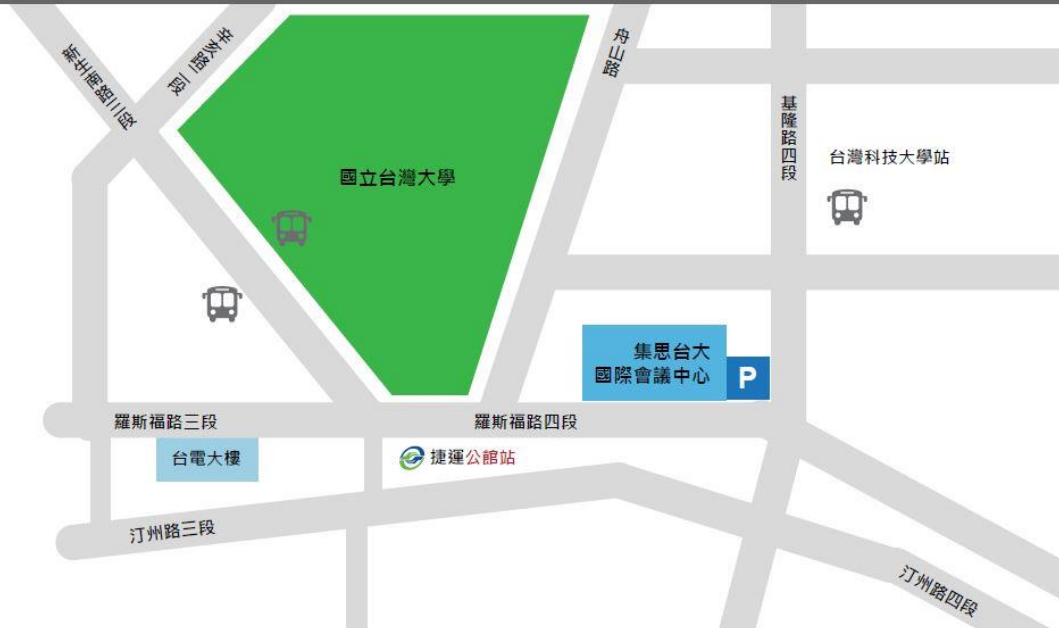 新生南路三段
辛亥路一段
舟山路
基隆路四段
國立台灣大學
台灣科技大學站
集思台大
國際會議中心
P
羅斯福路三段
羅斯福路四段
台電大樓
捷運公館站
汀州路三段
汀州路四段